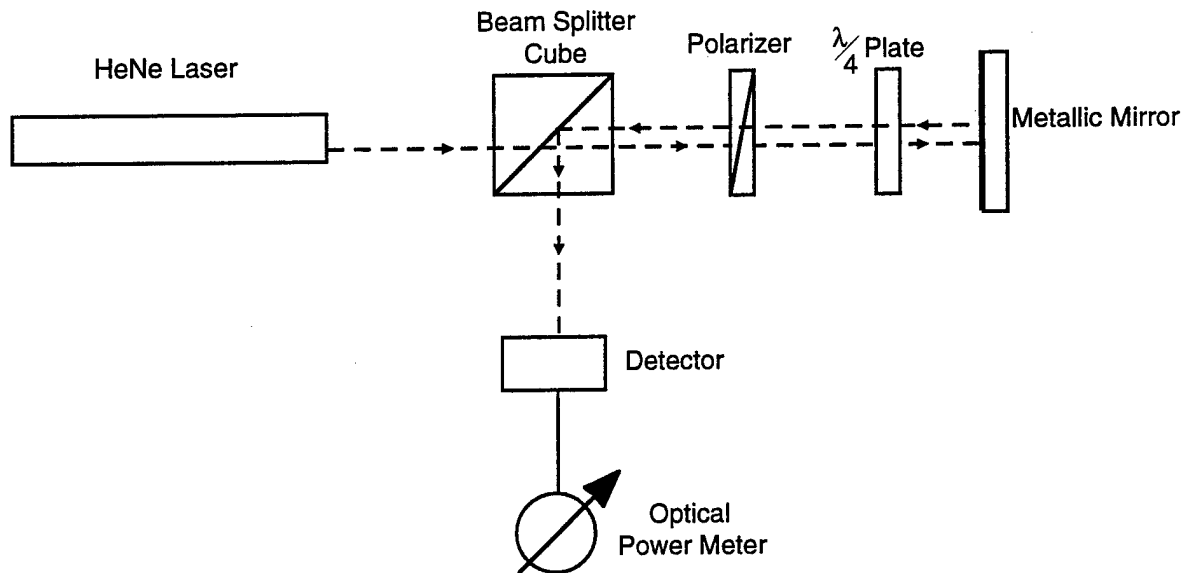 HeNe Laser
Beam Splitter
Cube
Polarizer
λ/4 Plate
Metallic Mirror
Detector
Optical
Power Meter